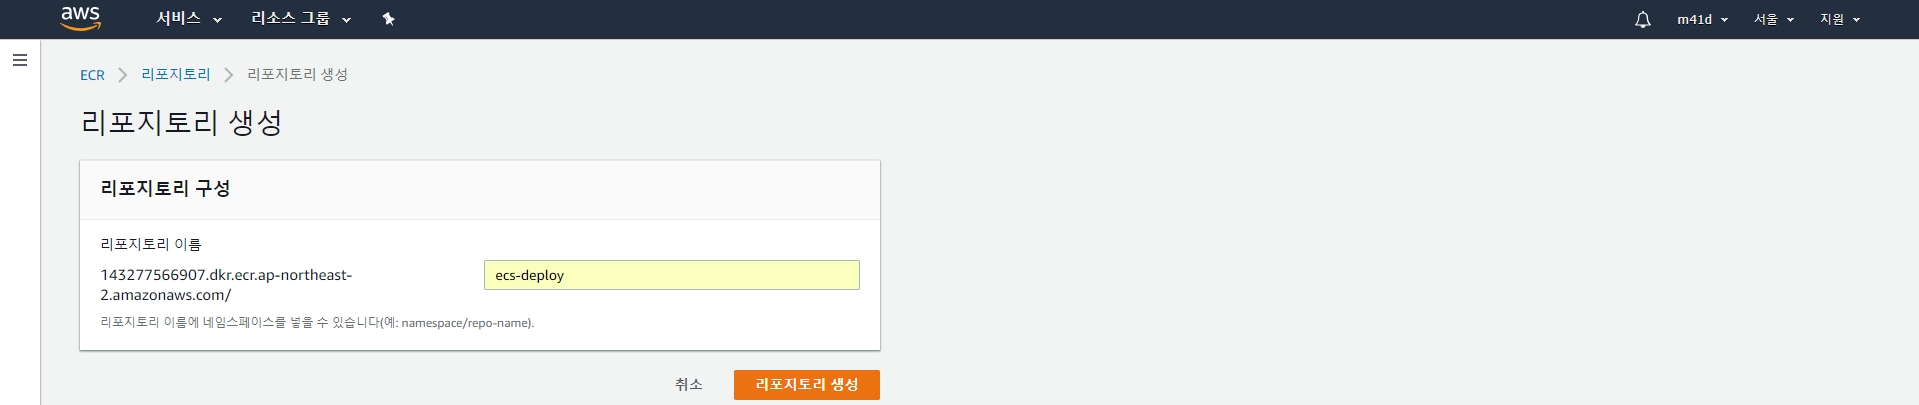 aws 서비스 리소스 그룹 m41d 서울 지원
ECR 리포지토리 리포지토리 생성
리포지토리 생성
리포지토리 구성
리포지토리 이름
143277566907.dkr.ecr.ap-northeast-
2.amazonaws.com/
ecs-deploy
리포지토리 이름에 네임스페이스를 넣을 수 있습니다(예: namespace/repo-name).
취소 리포지토리 생성